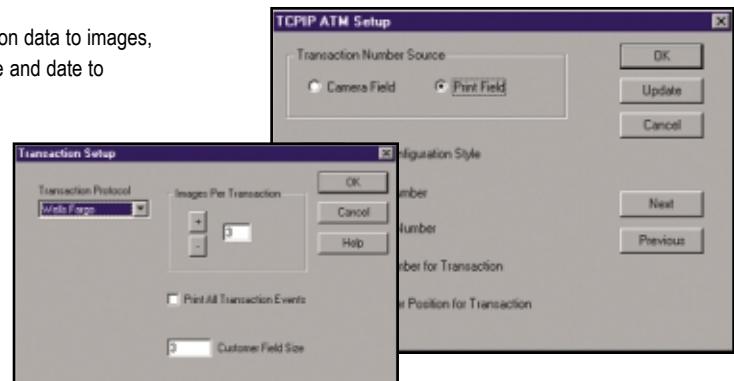 on data to images,
e and date to
TCPIP ATM Setup
Transaction Number Source
Camera Field
Print Field
OK
Update
Cancel
nfiguration Style
umber
Number
mber for Transaction
r Position for Transaction
Next
Previous
Transaction Setup
Transaction Protocol
Wells Fargo
Images Per Transaction
+
3
-
OK
Cancel
Help
Print All Transaction Events
3 Customer Field Size